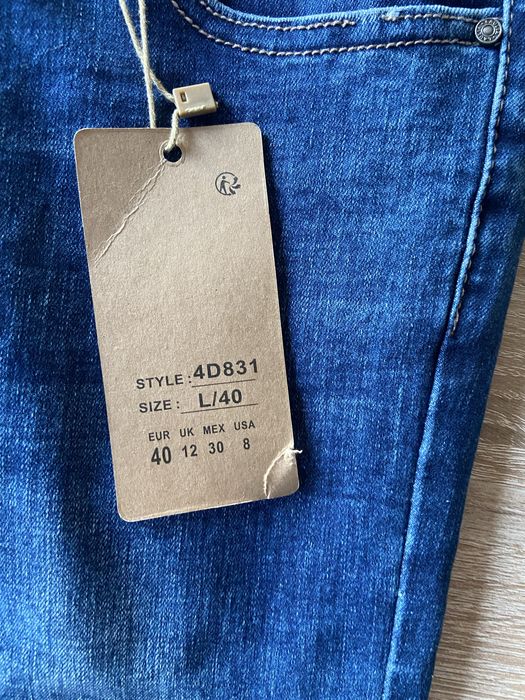 STYLE : 4D831
SIZE : L/40
EUR UK MEX USA
40 12 30 8